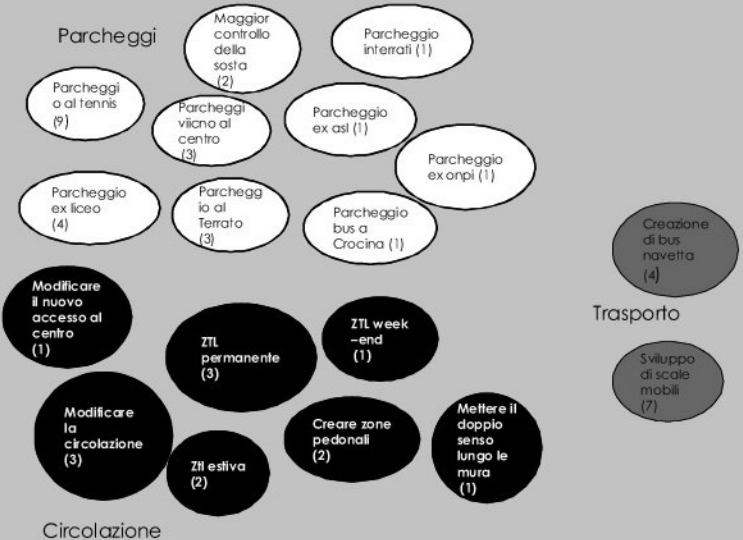 Parcheggi
Maggior
controllo
della
sosta
(2)
Parcheggio
interrati (1)
Parcheggi
o al tennis
(9)
Parcheggi
viicno al
centro
(3)
Parcheggio
ex asl (1)
Parcheggio
ex onpi (1)
Parcheggio
ex liceo
(4)
Parchegg
io al
Terrato
(3)
Parcheggio
bus a
Crocina (1)
Creazione
di bus
navetta
(4)
Trasporto
Sviluppo
di scale
mobili
(7)
Modificare
il nuovo
accesso al
centro
(1)
ZTL
permanente
(3)
ZTL week
–end
(1)
Modificare
la
circolazione
(3)
Ztl estiva
(2)
Creare zone
pedonali
(2)
Mettere il
doppio
senso
lungo le
mura
(1)
Circolazione